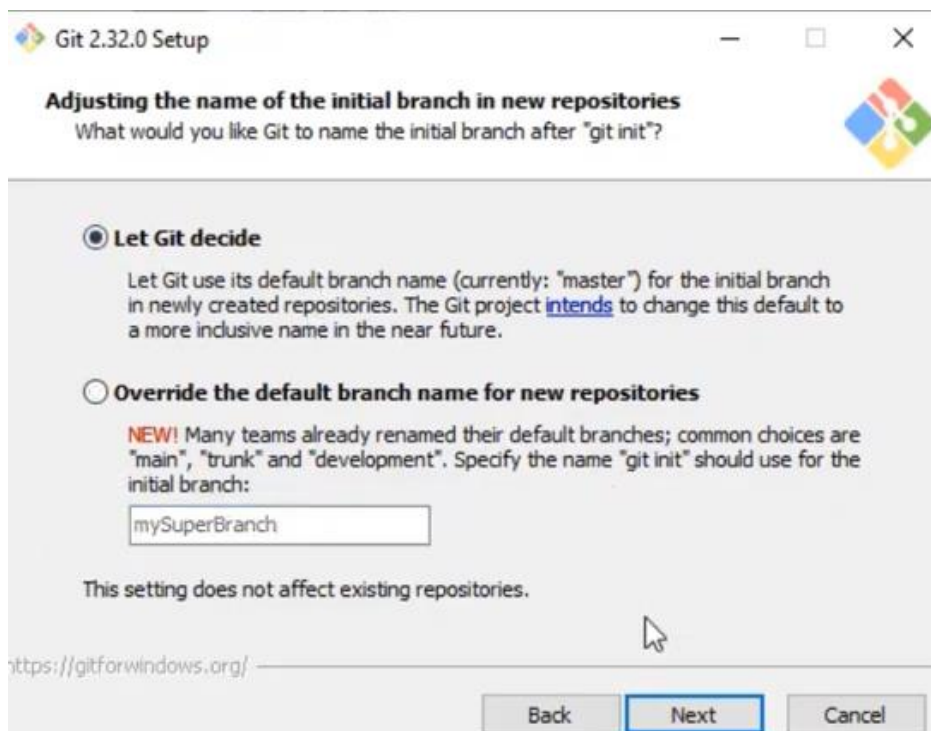 Git 2.32.0 Setup
Adjusting the name of the initial branch in new repositories
What would you like Git to name the initial branch after "git init"?
Let Git decide
Let Git use its default branch name (currently: "master") for the initial branch
in newly created repositories. The Git project intends to change this default to
a more inclusive name in the near future.
Override the default branch name for new repositories
NEW! Many teams already renamed their default branches; common choices are
"main", "trunk" and "development". Specify the name "git init" should use for the
initial branch:
mySuperBranch
This setting does not affect existing repositories.
https://gitforwindows.org/
Back Next Cancel